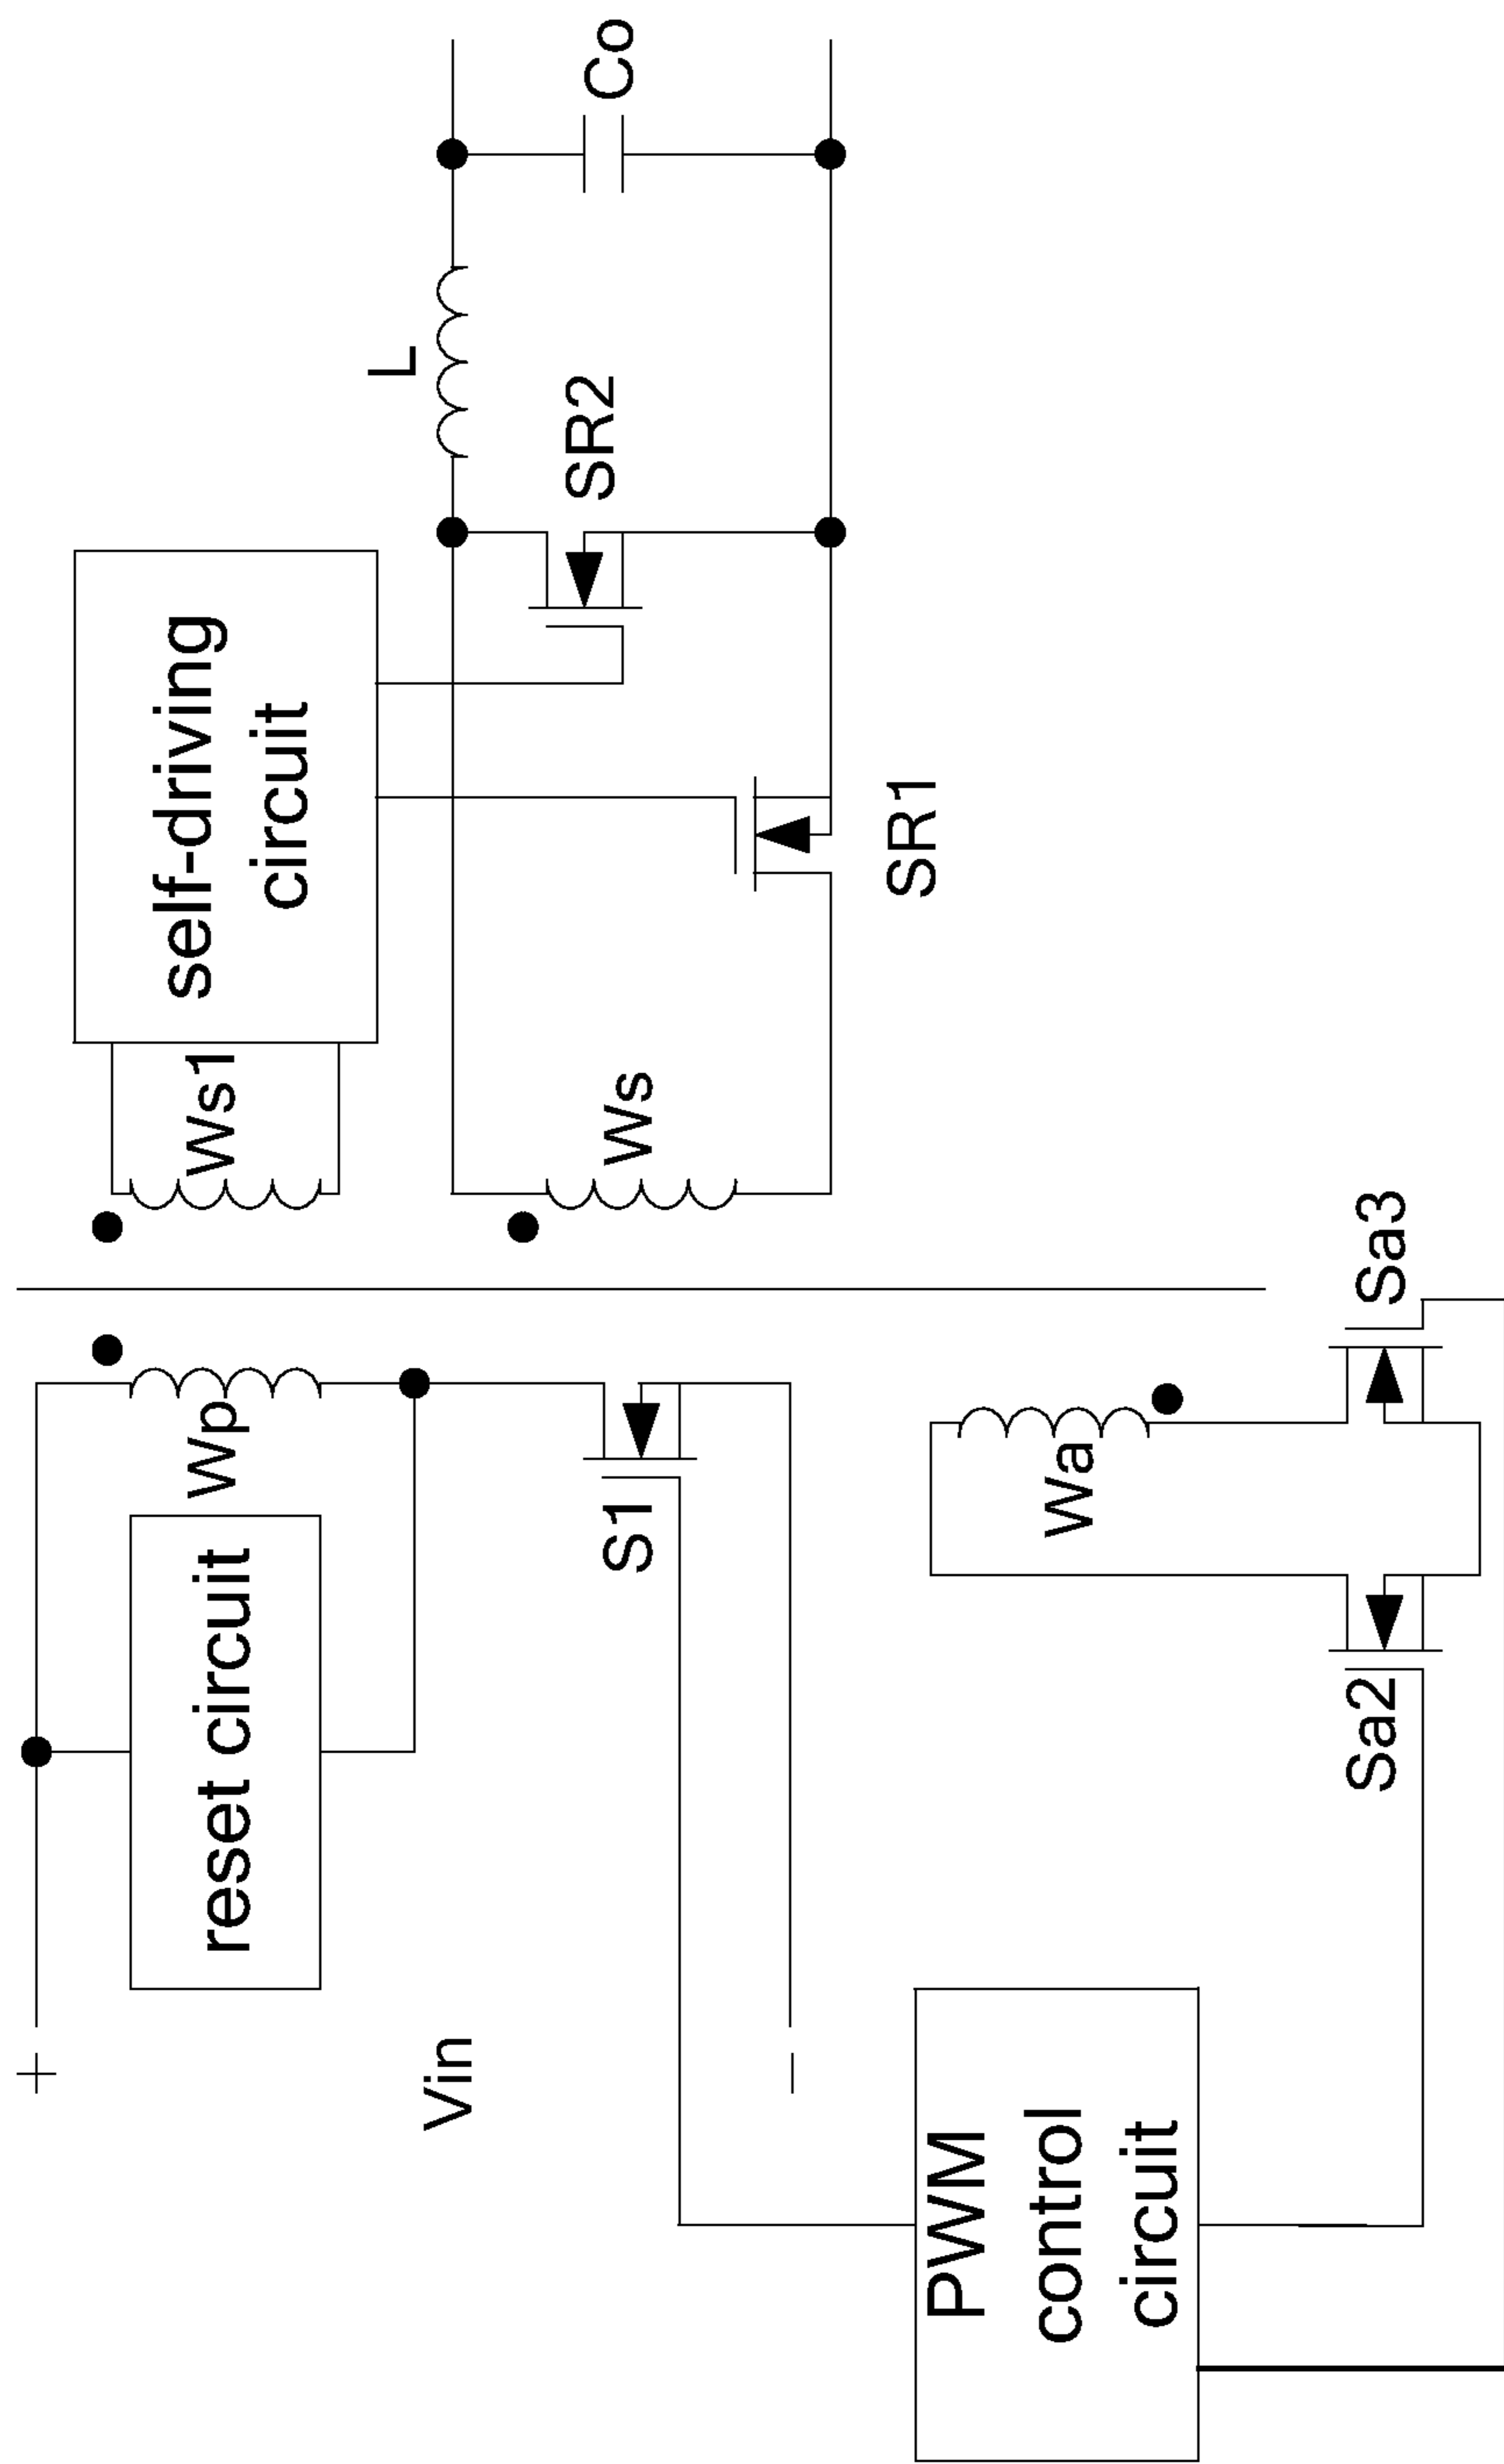 +
reset circuit
Wp
Ws1
self-driving
circuit
L
Co
Vin
S1
Ws
SR2
−
SR1
PWM
control
circuit
Wa
Sa2
Sa3